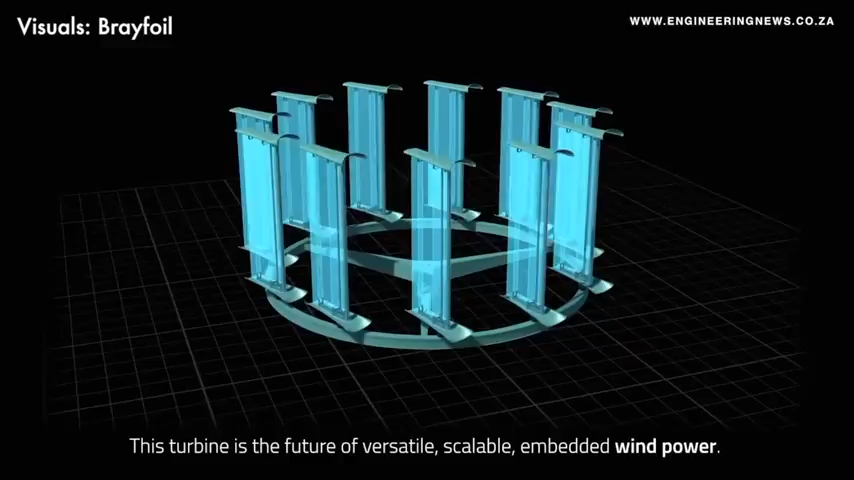 Visuals: Brayfoil
WWW.ENGINEERINGNEWS.CO.ZA
This turbine is the future of versatile, scalable, embedded wind power.